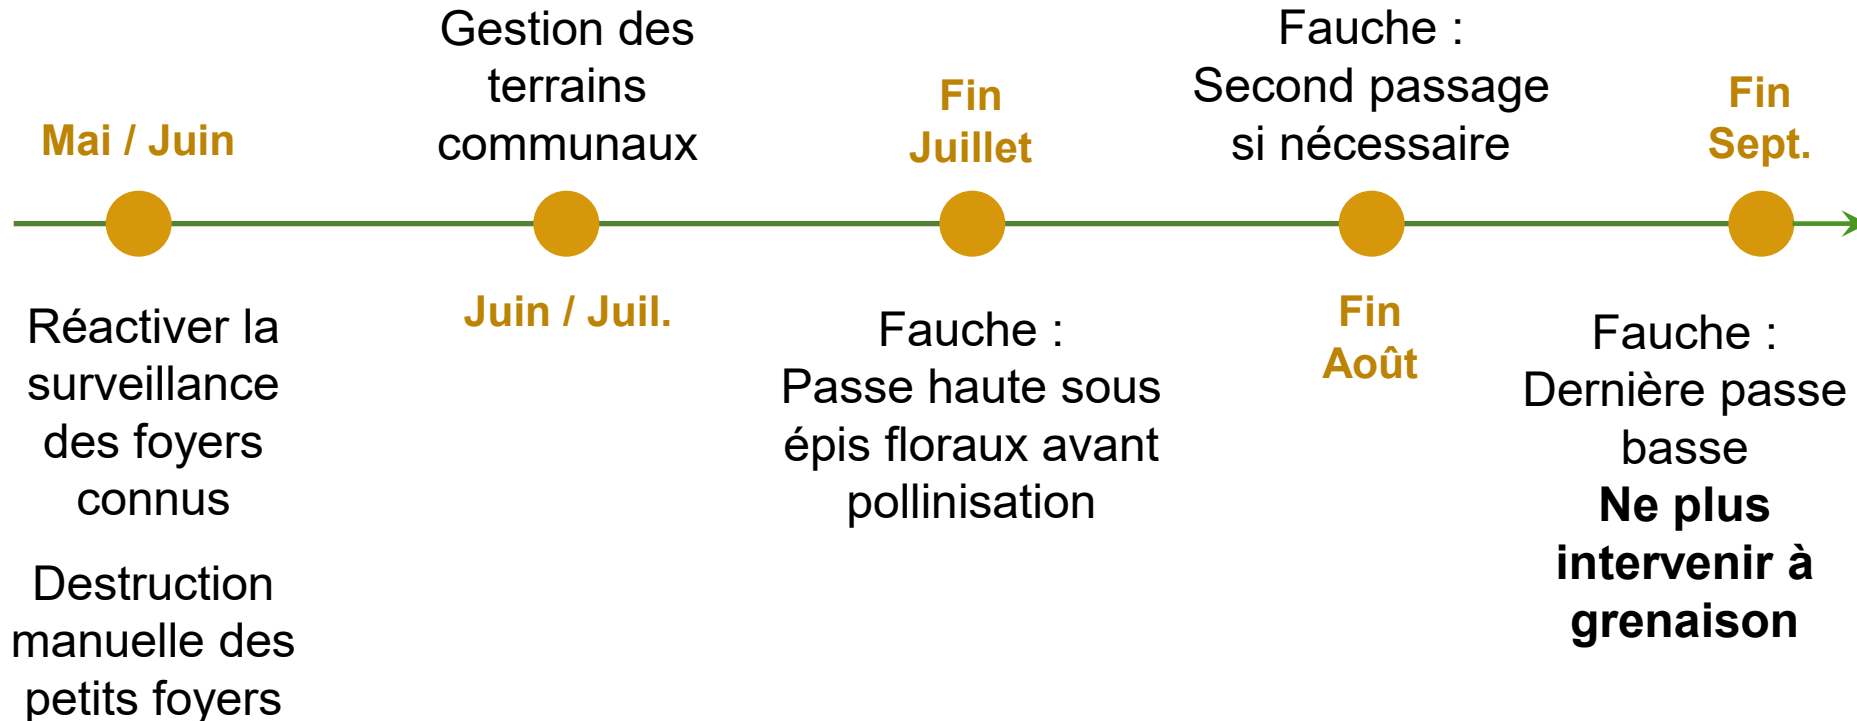 Mai / Juin
Réactiver la
surveillance
des foyers
connus
Destruction
manuelle des
petits foyers
Gestion des
terrains
communaux
Juin / Juil.
Fin
Juillet
Fauche :
Passe haute sous
épis floraux avant
pollinisation
Fauche :
Second passage
si nécessaire
Fin
Août
Fin
Sept.
Fauche :
Dernière passe
basse
Ne plus
intervenir à
grenaison